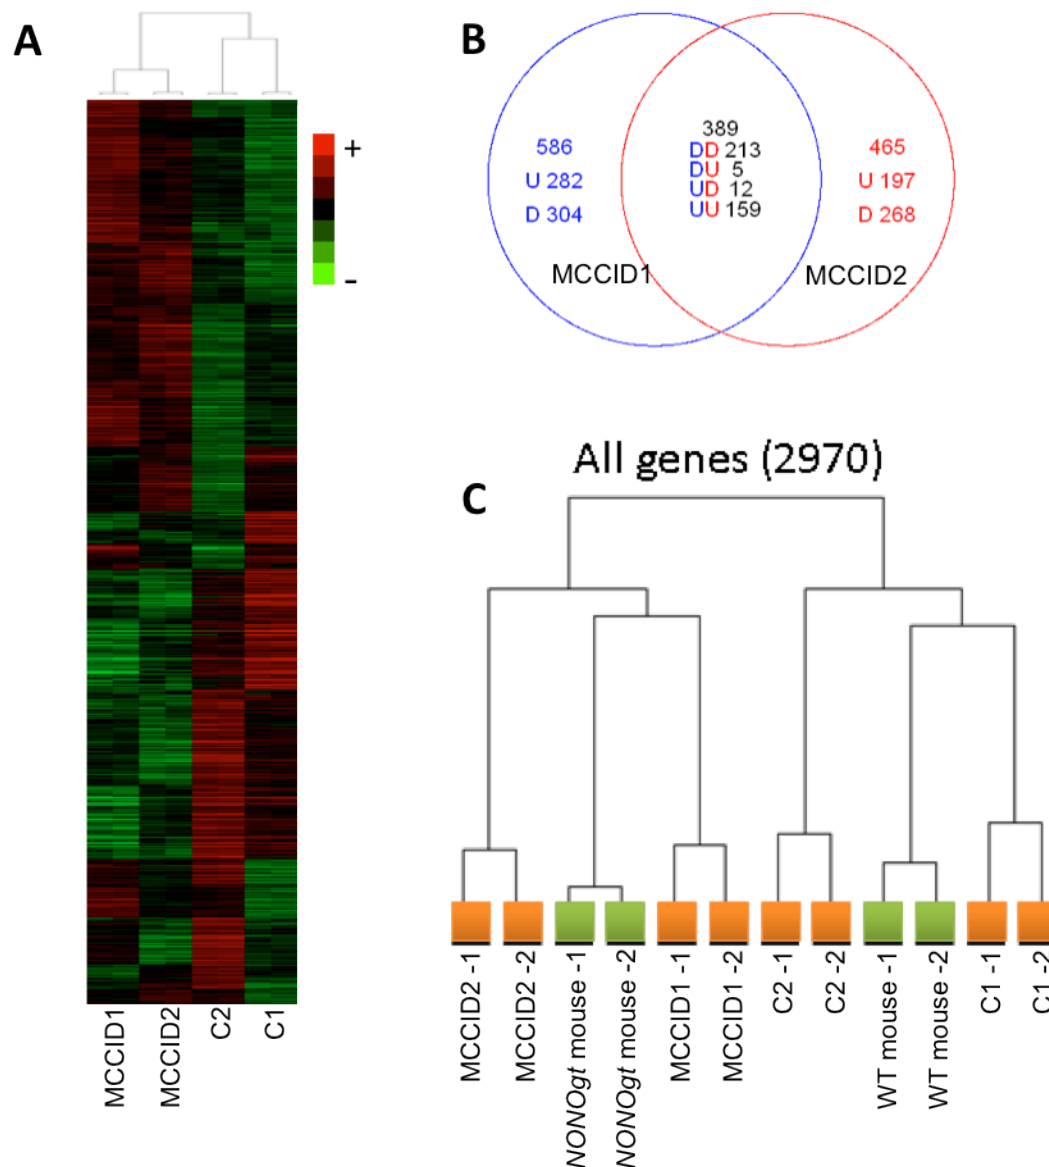 A
+
-
MCCID1
MCCID2
C2
C1
B
586
U 282
D 304
389
DD 213
DU 5
UD 12
UU 159
465
U 197
D 268
MCCID1
MCCID2
All genes (2970)
C
MCCID2 -1
MCCID2 -2
NONOgt mouse -1
NONOgt mouse -2
MCCID1 -1
MCCID1 -2
C2 -1
C2 -2
WT mouse -1
WT mouse -2
C1 -1
C1 -2